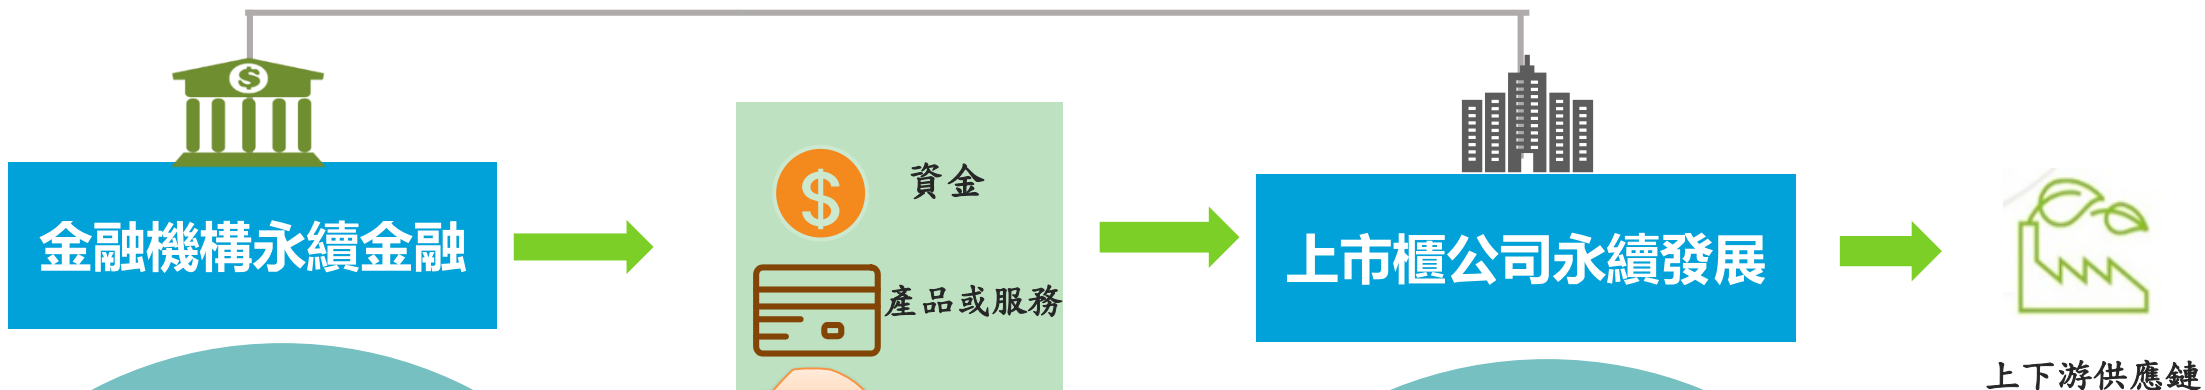 金融機構永續金融
資金
產品或服務
上市櫃公司永續發展
上下游供應鏈